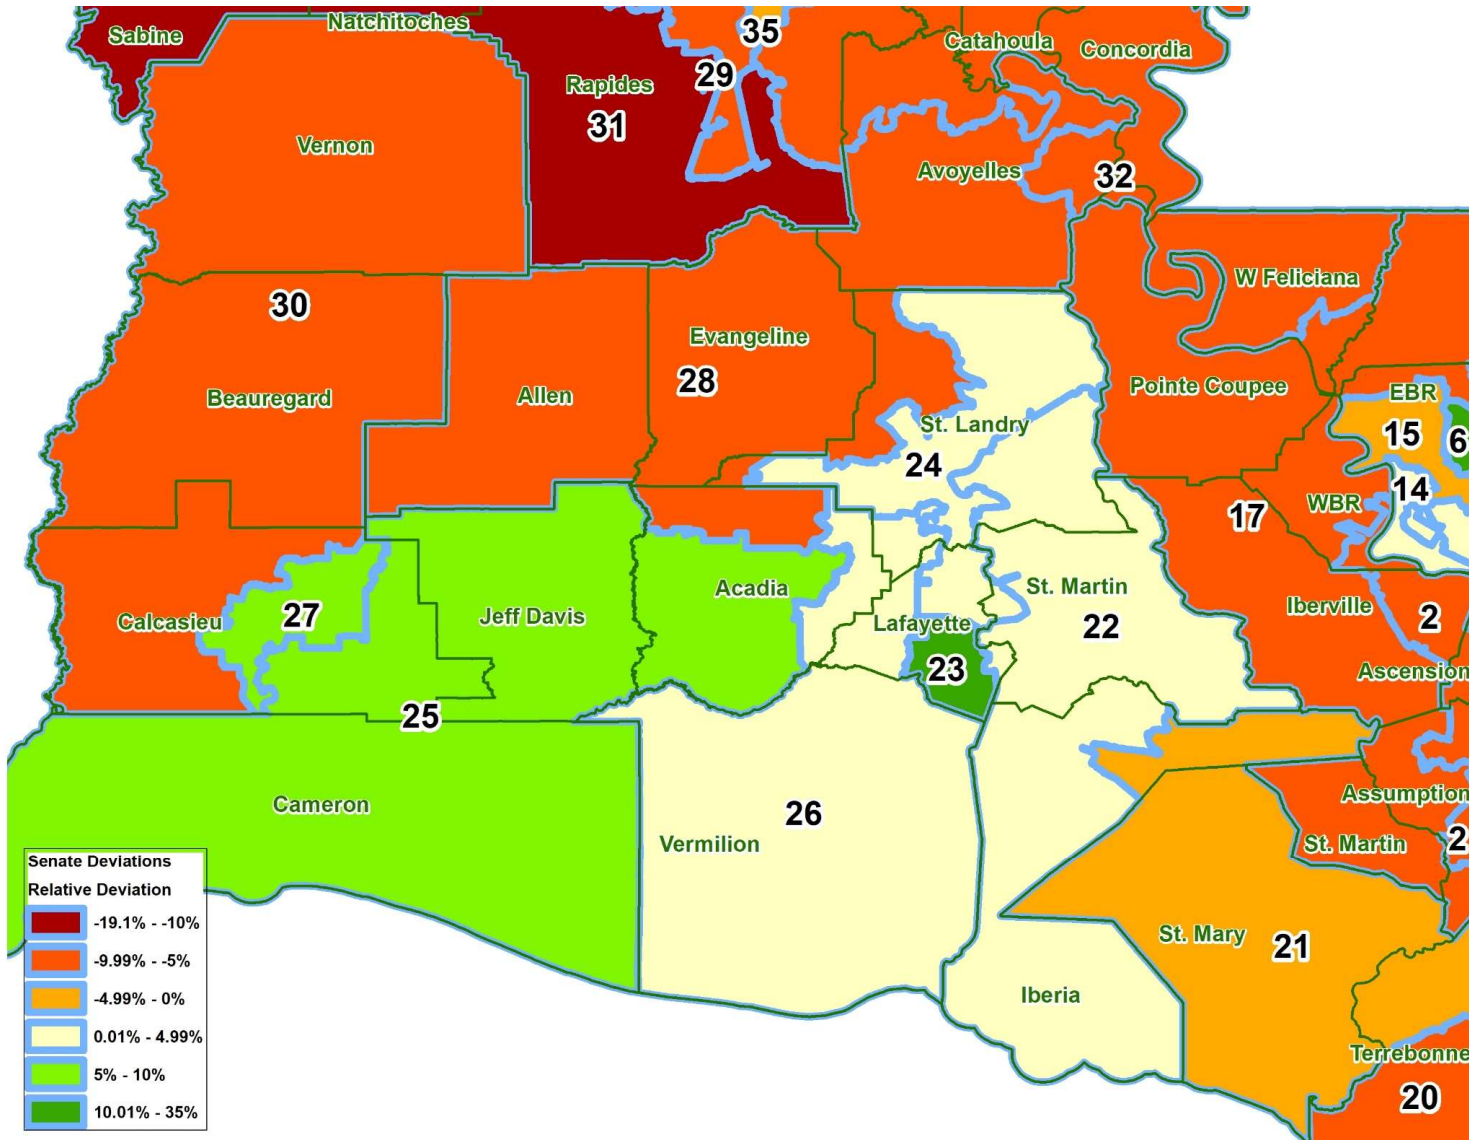 Sabine
Natchitoches
35
Catahoula
Concordia
Rapides
29
31
Vernon
Avoyelles
32
W Feliciana
30
Evangeline
28
Beauregard
Allen
Pointe Coupee
EBR
15
6
St. Landry
24
14
WBR
17
Acadia
St. Martin
Calcasieu
27
Jeff Davis
Lafayette
22
Iberville
2
23
Ascension
25
Cameron
26
Vermilion
Assumption
St. Martin
2
St. Mary
21
Iberia
Terrebonne
20
Senate Deviations
Relative Deviation
-19.1% - -10%
-9.99% - -5%
-4.99% - 0%
0.01% - 4.99%
5% - 10%
10.01% - 35%